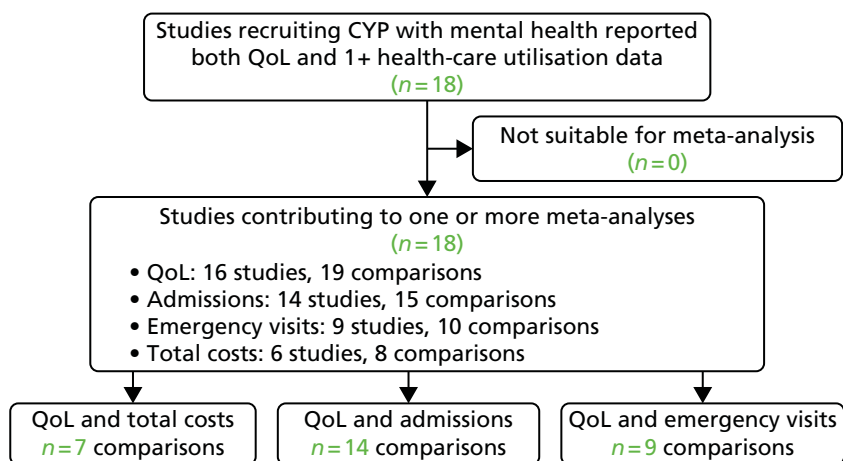 Studies recruiting CYP with mental health reported
both QoL and 1+ health-care utilisation data
(n=18)
Not suitable for meta-analysis
(n=0)
Studies contributing to one or more meta-analyses
(n=18)
• QoL: 16 studies, 19 comparisons
• Admissions: 14 studies, 15 comparisons
• Emergency visits: 9 studies, 10 comparisons
• Total costs: 6 studies, 8 comparisons
QoL and total costs
n=7 comparisons
QoL and admissions
n=14 comparisons
QoL and emergency visits
n=9 comparisons